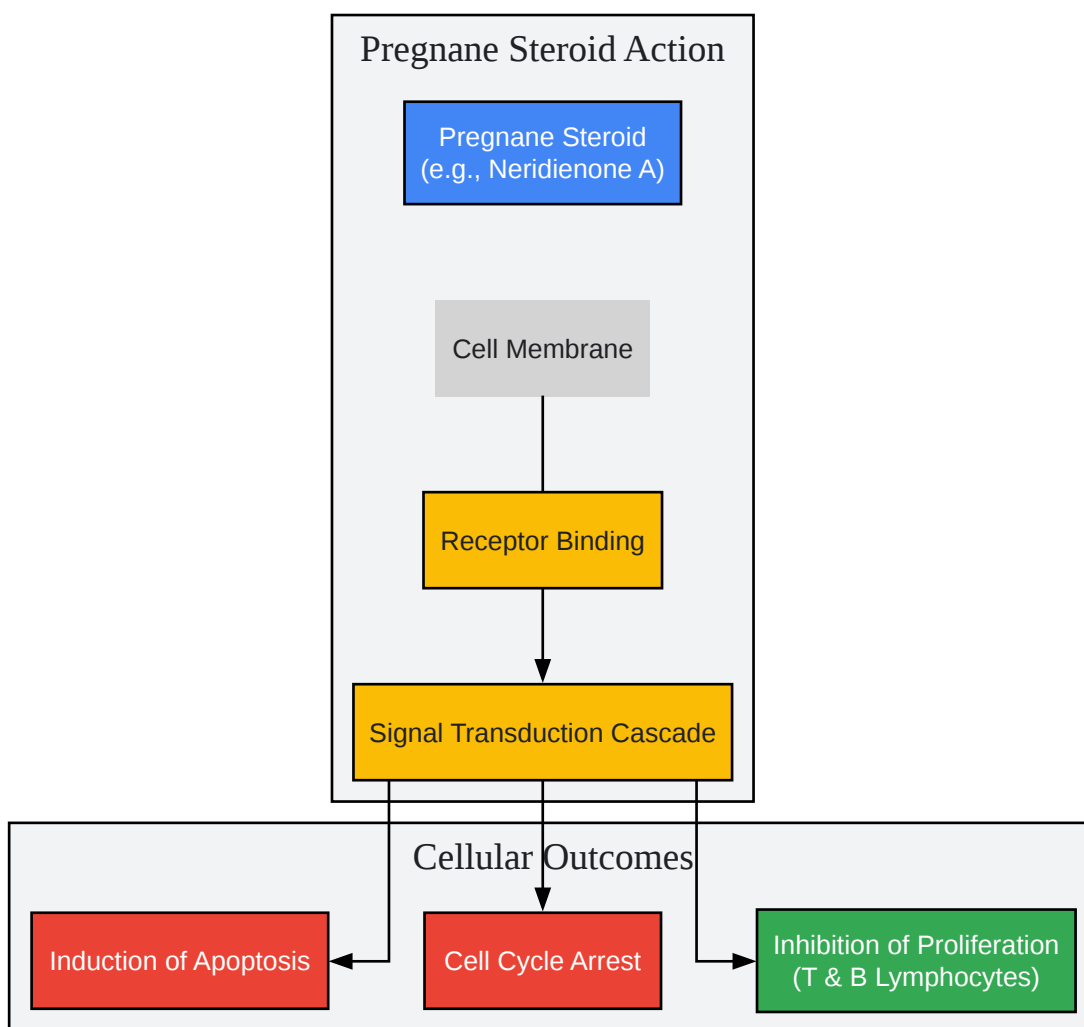 Pregnane Steroid Action
Pregnane Steroid
(e.g., Neridienone A)
Cell Membrane
Receptor Binding
Signal Transduction Cascade
Cellular Outcomes
Induction of Apoptosis
Cell Cycle Arrest
Inhibition of Proliferation
(T & B Lymphocytes)